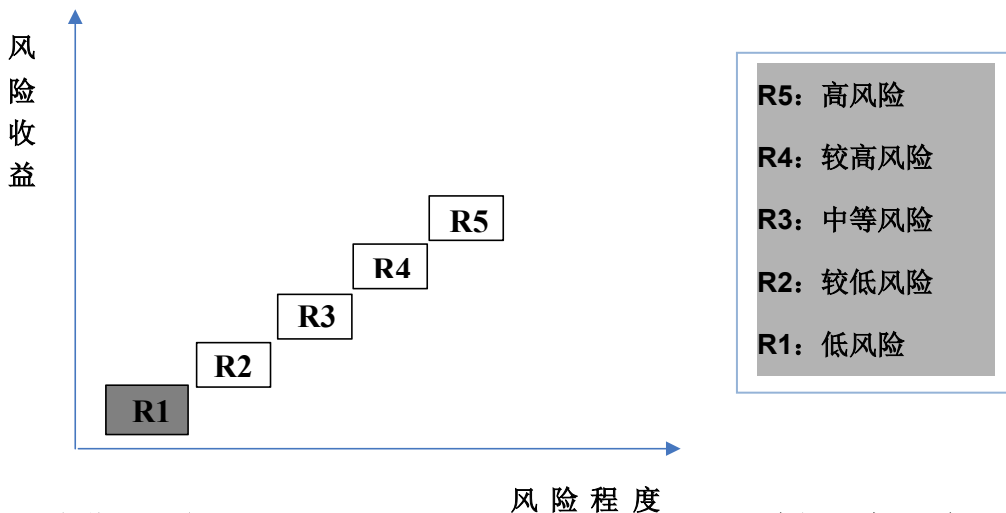 风险收益
R5：高风险
R4：较高风险
R3：中等风险
R2：较低风险
R1：低风险
R5
R4
R3
R2
R1
风险程度